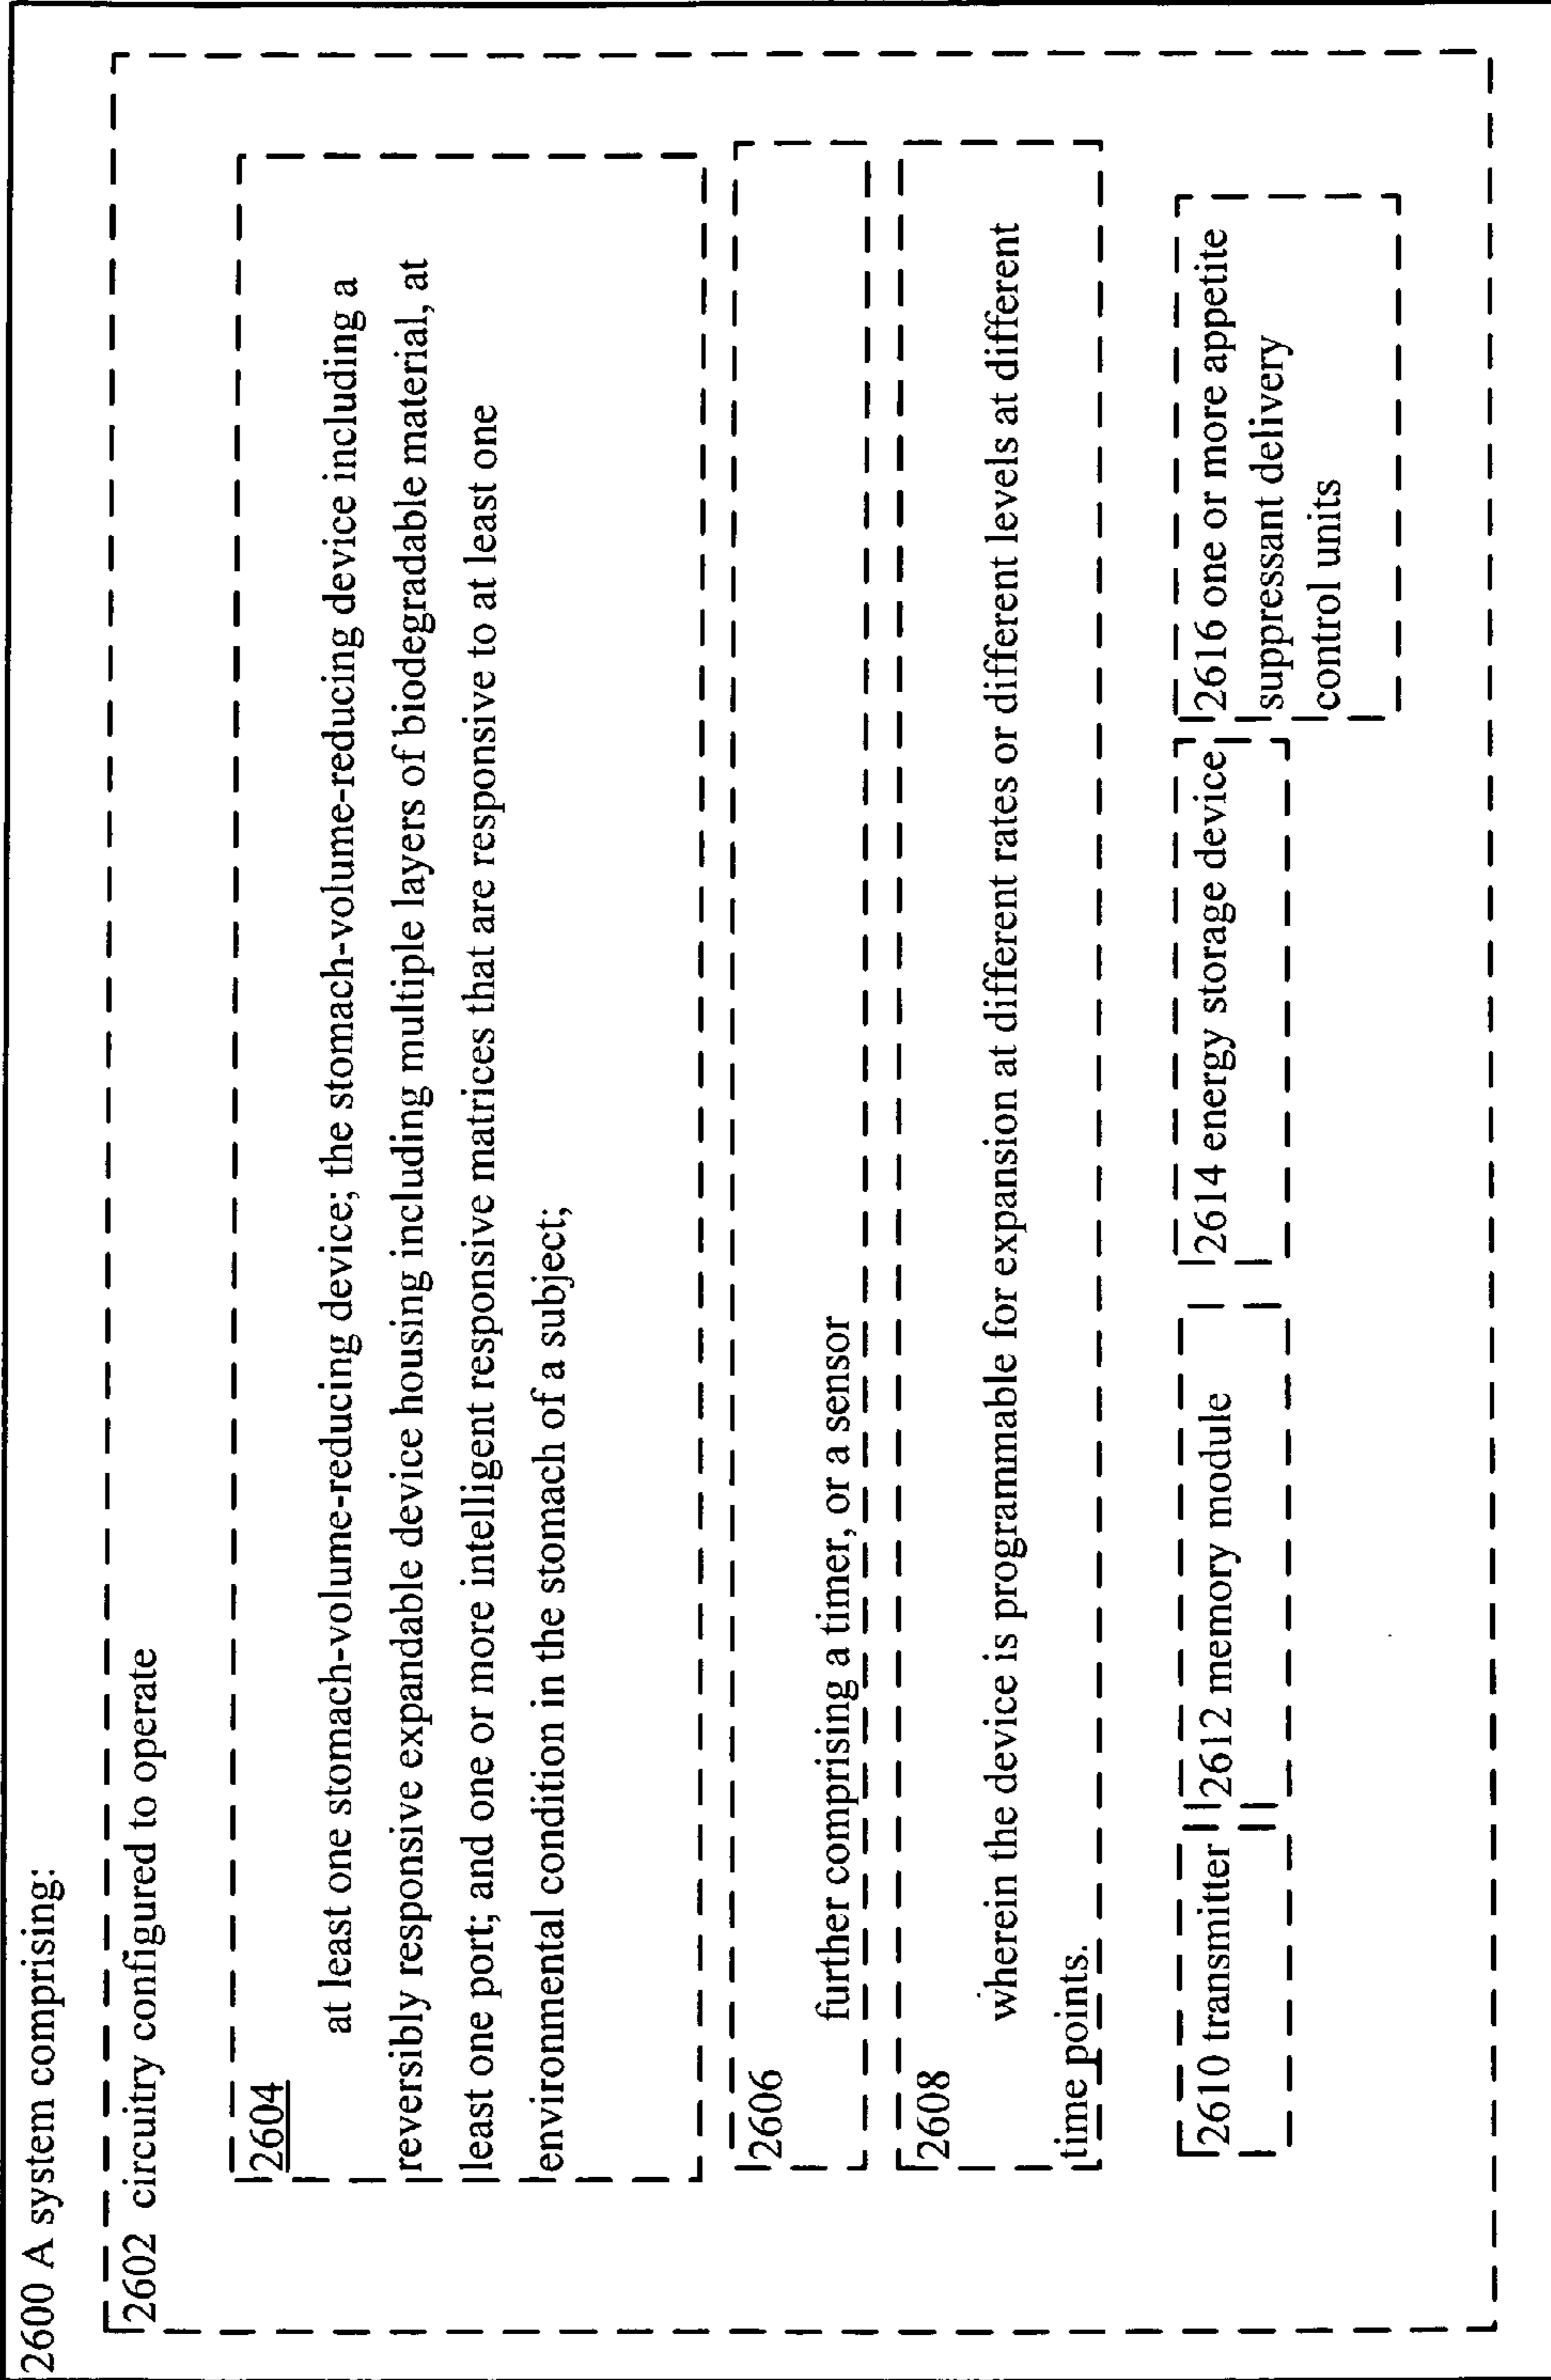 2600 A system comprising:
2602 circuitry configured to operate
2604
at least one stomach-volume-reducing device; the stomach-volume-reducing device including a
reversibly responsive expandable device housing including multiple layers of biodegradable material, at
least one port; and one or more intelligent responsive matrices that are responsive to at least one
environmental condition in the stomach of a subject;
2606
further comprising a timer, or a sensor
2608
wherein the device is programmable for expansion at different rates or different levels at different
time points.
2610 transmitter
2612 memory module
2614 energy storage device
2616 one or more appetite
suppressant delivery
control units